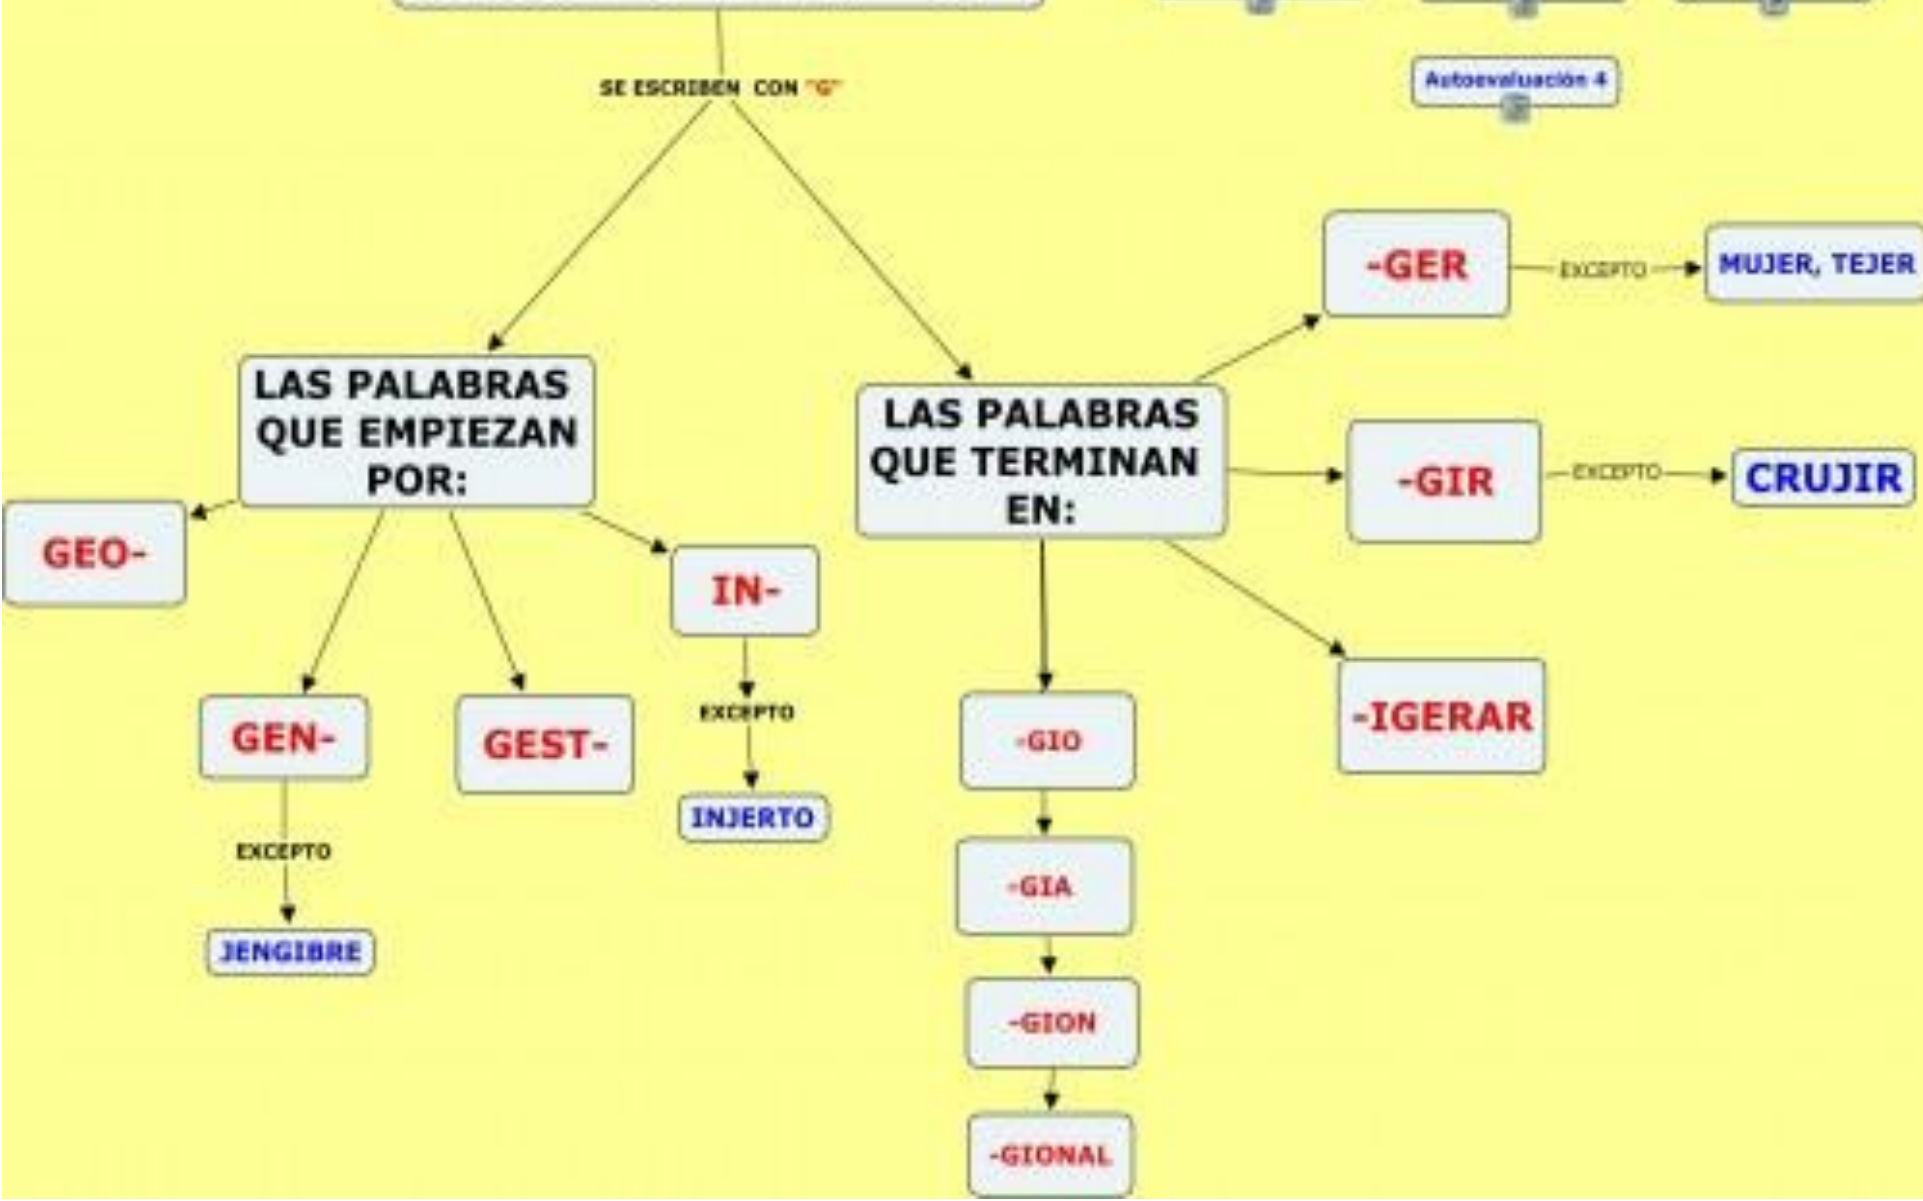 SE ESCRIBEN CON "G"
Autoevaluación 4
-GER
EXCEPTO
MUJER, TEJER
LAS PALABRAS
QUE EMPIEZAN
POR:
LAS PALABRAS
QUE TERMINAN
EN:
-GIR
EXCEPTO
CRUJIR
GEO-
IN-
GEN-
GEST-
EXCEPTO
INJERTO
-GIO
-IGERAR
EXCEPTO
JENGIBRE
-GIA
-GION
-GIONAL